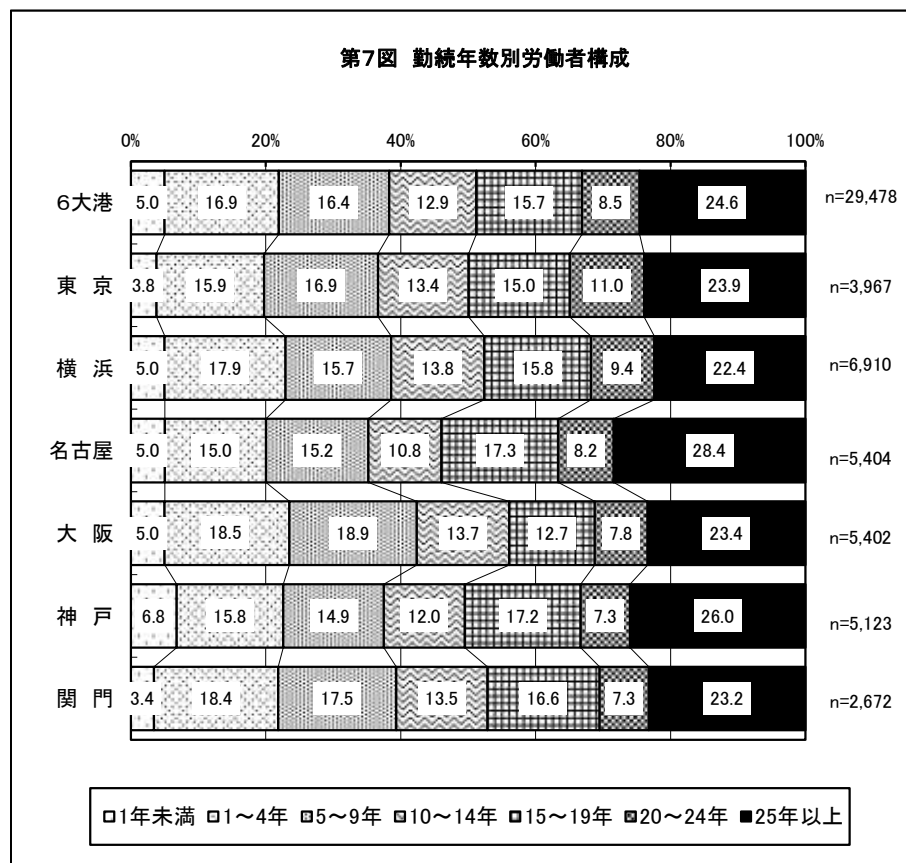 第7図 勤続年数別労働者構成
0% 20% 40% 60% 80% 100%
6大港 5.0 16.9 16.4 12.9 15.7 8.5 24.6 n=29,478
東 京 3.8 15.9 16.9 13.4 15.0 11.0 23.9 n=3,967
横 浜 5.0 17.9 15.7 13.8 15.8 9.4 22.4 n=6,910
名古屋 5.0 15.0 15.2 10.8 17.3 8.2 28.4 n=5,404
大 阪 5.0 18.5 18.9 13.7 12.7 7.8 23.4 n=5,402
神 戸 6.8 15.8 14.9 12.0 17.2 7.3 26.0 n=5,123
関 門 3.4 18.4 17.5 13.5 16.6 7.3 23.2 n=2,672
1年未満 1~4年 5~9年 10~14年 15~19年 20~24年 25年以上